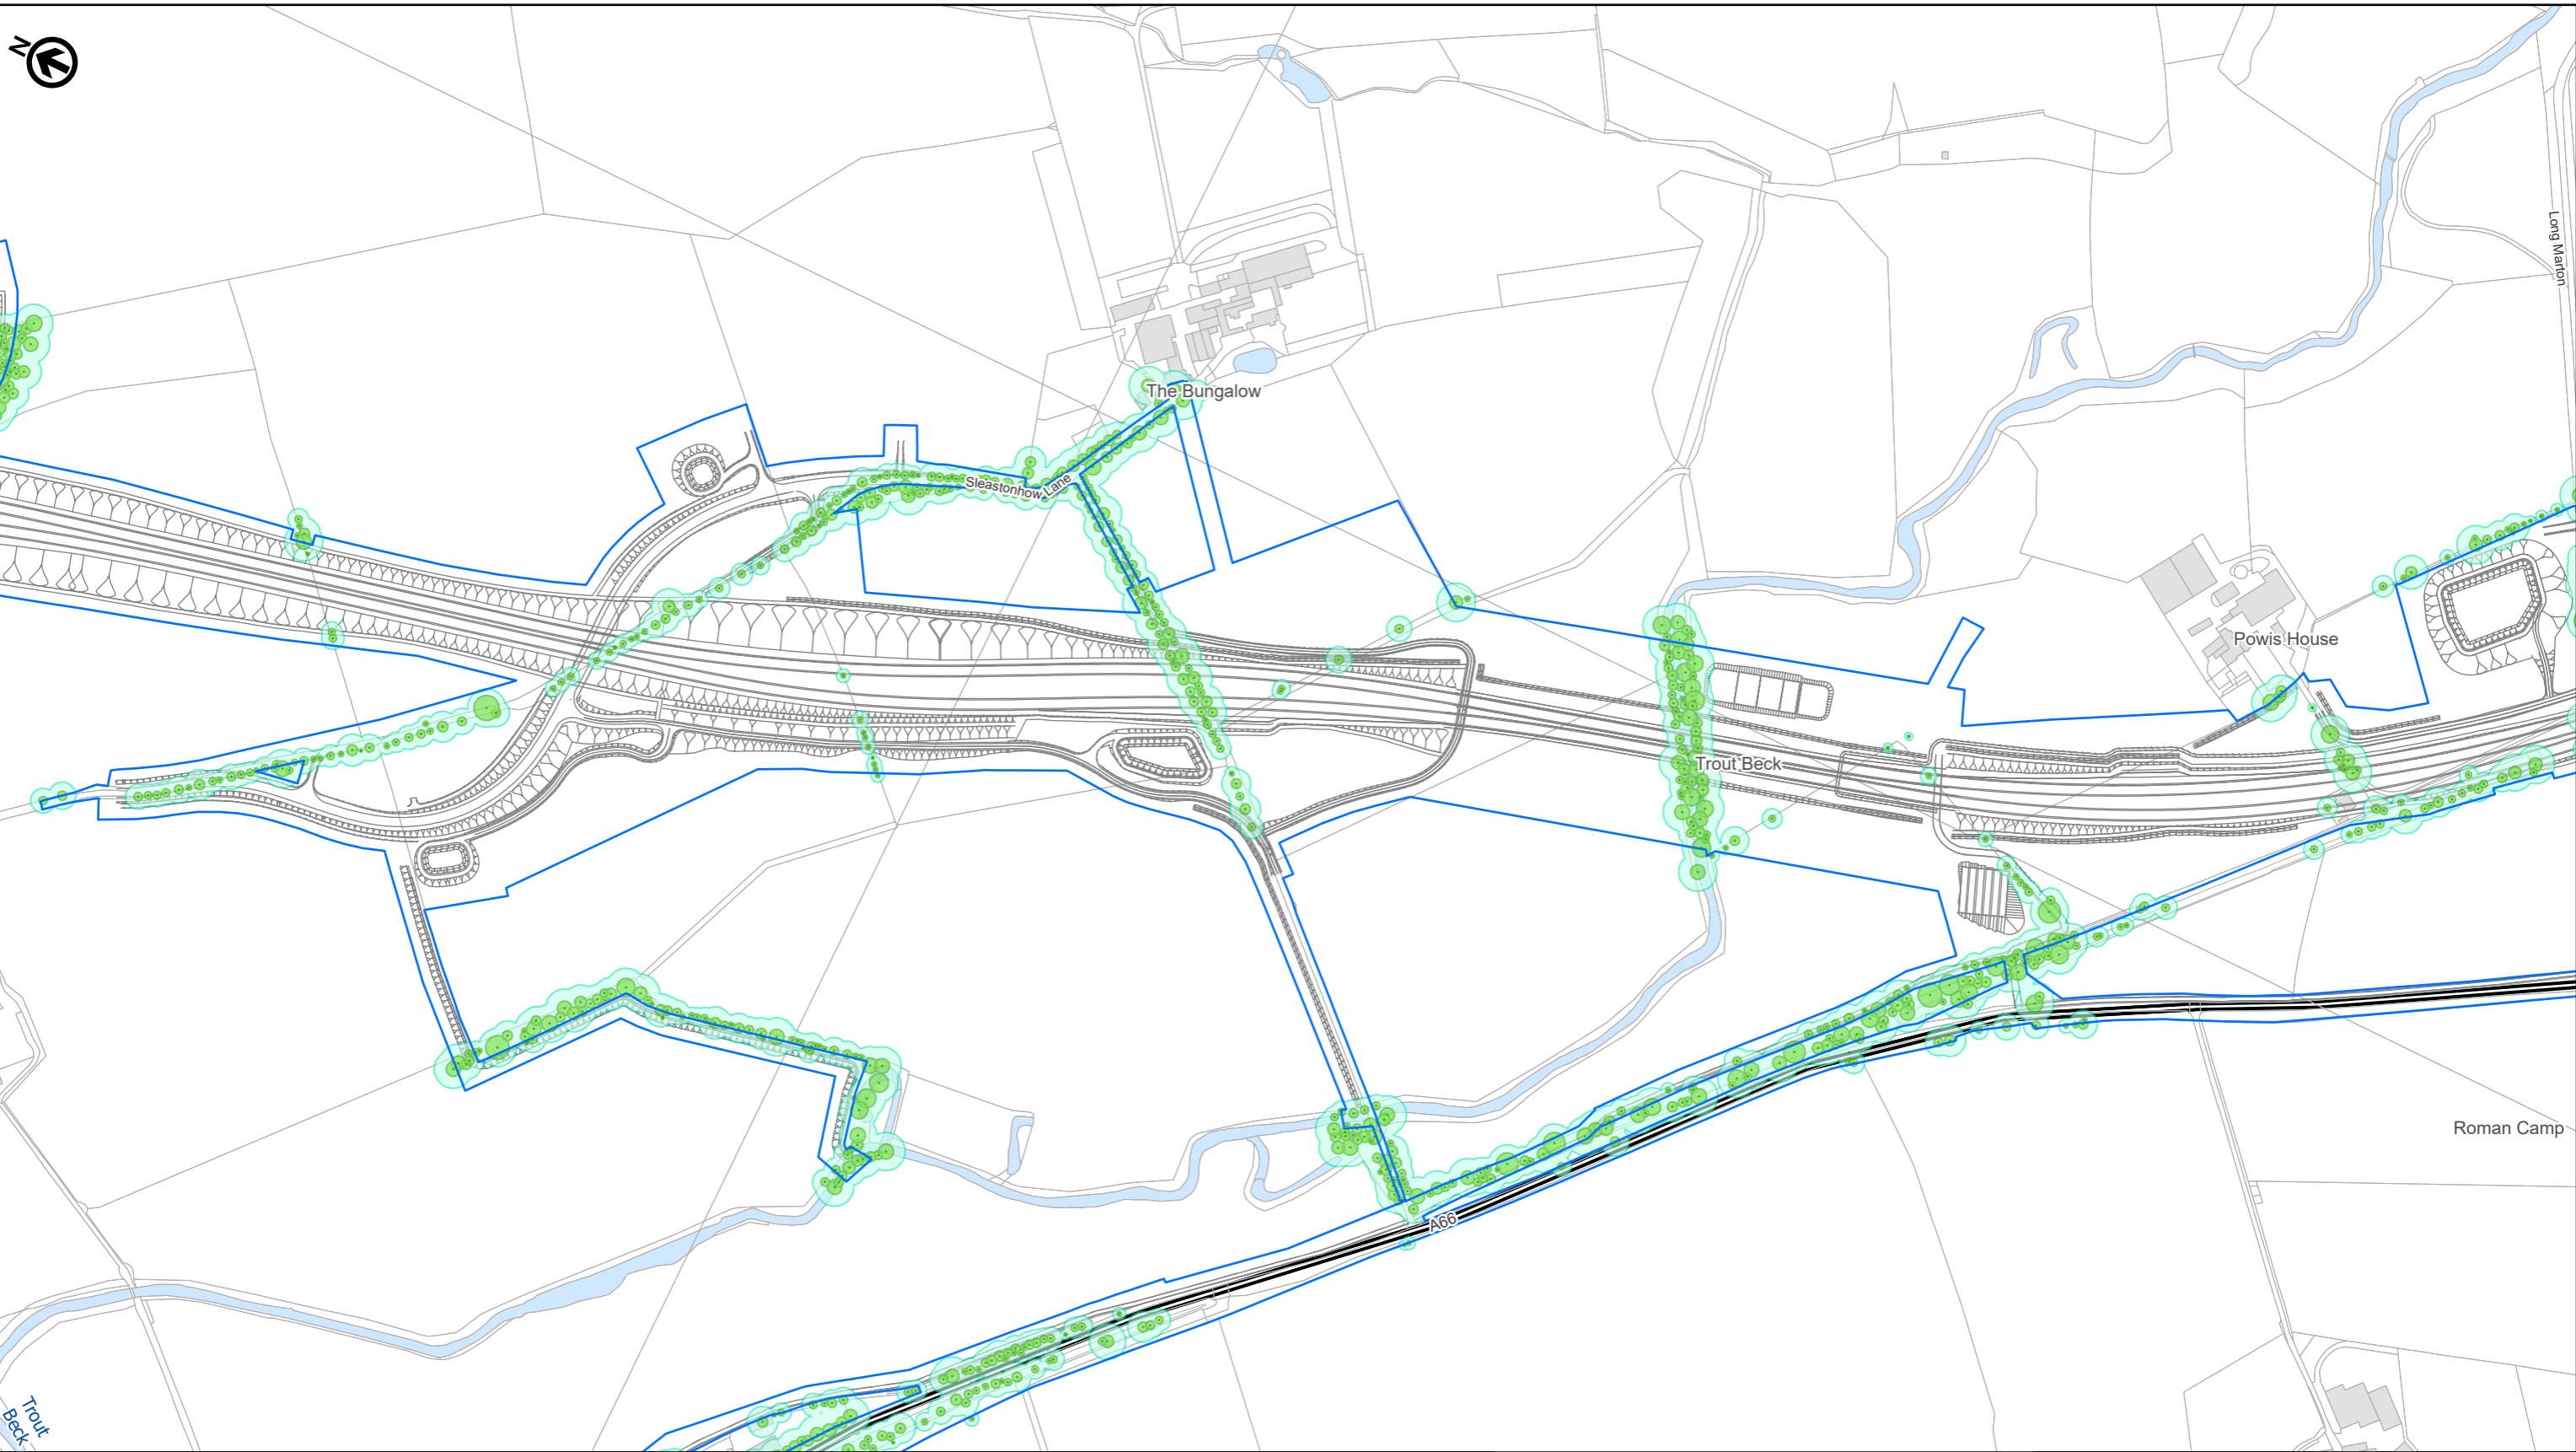 N
Long Marton
The Bungalow
Sleastonhow Lane
Powis House
Trout Beck
Roman Camp
A66
Trout
Beck